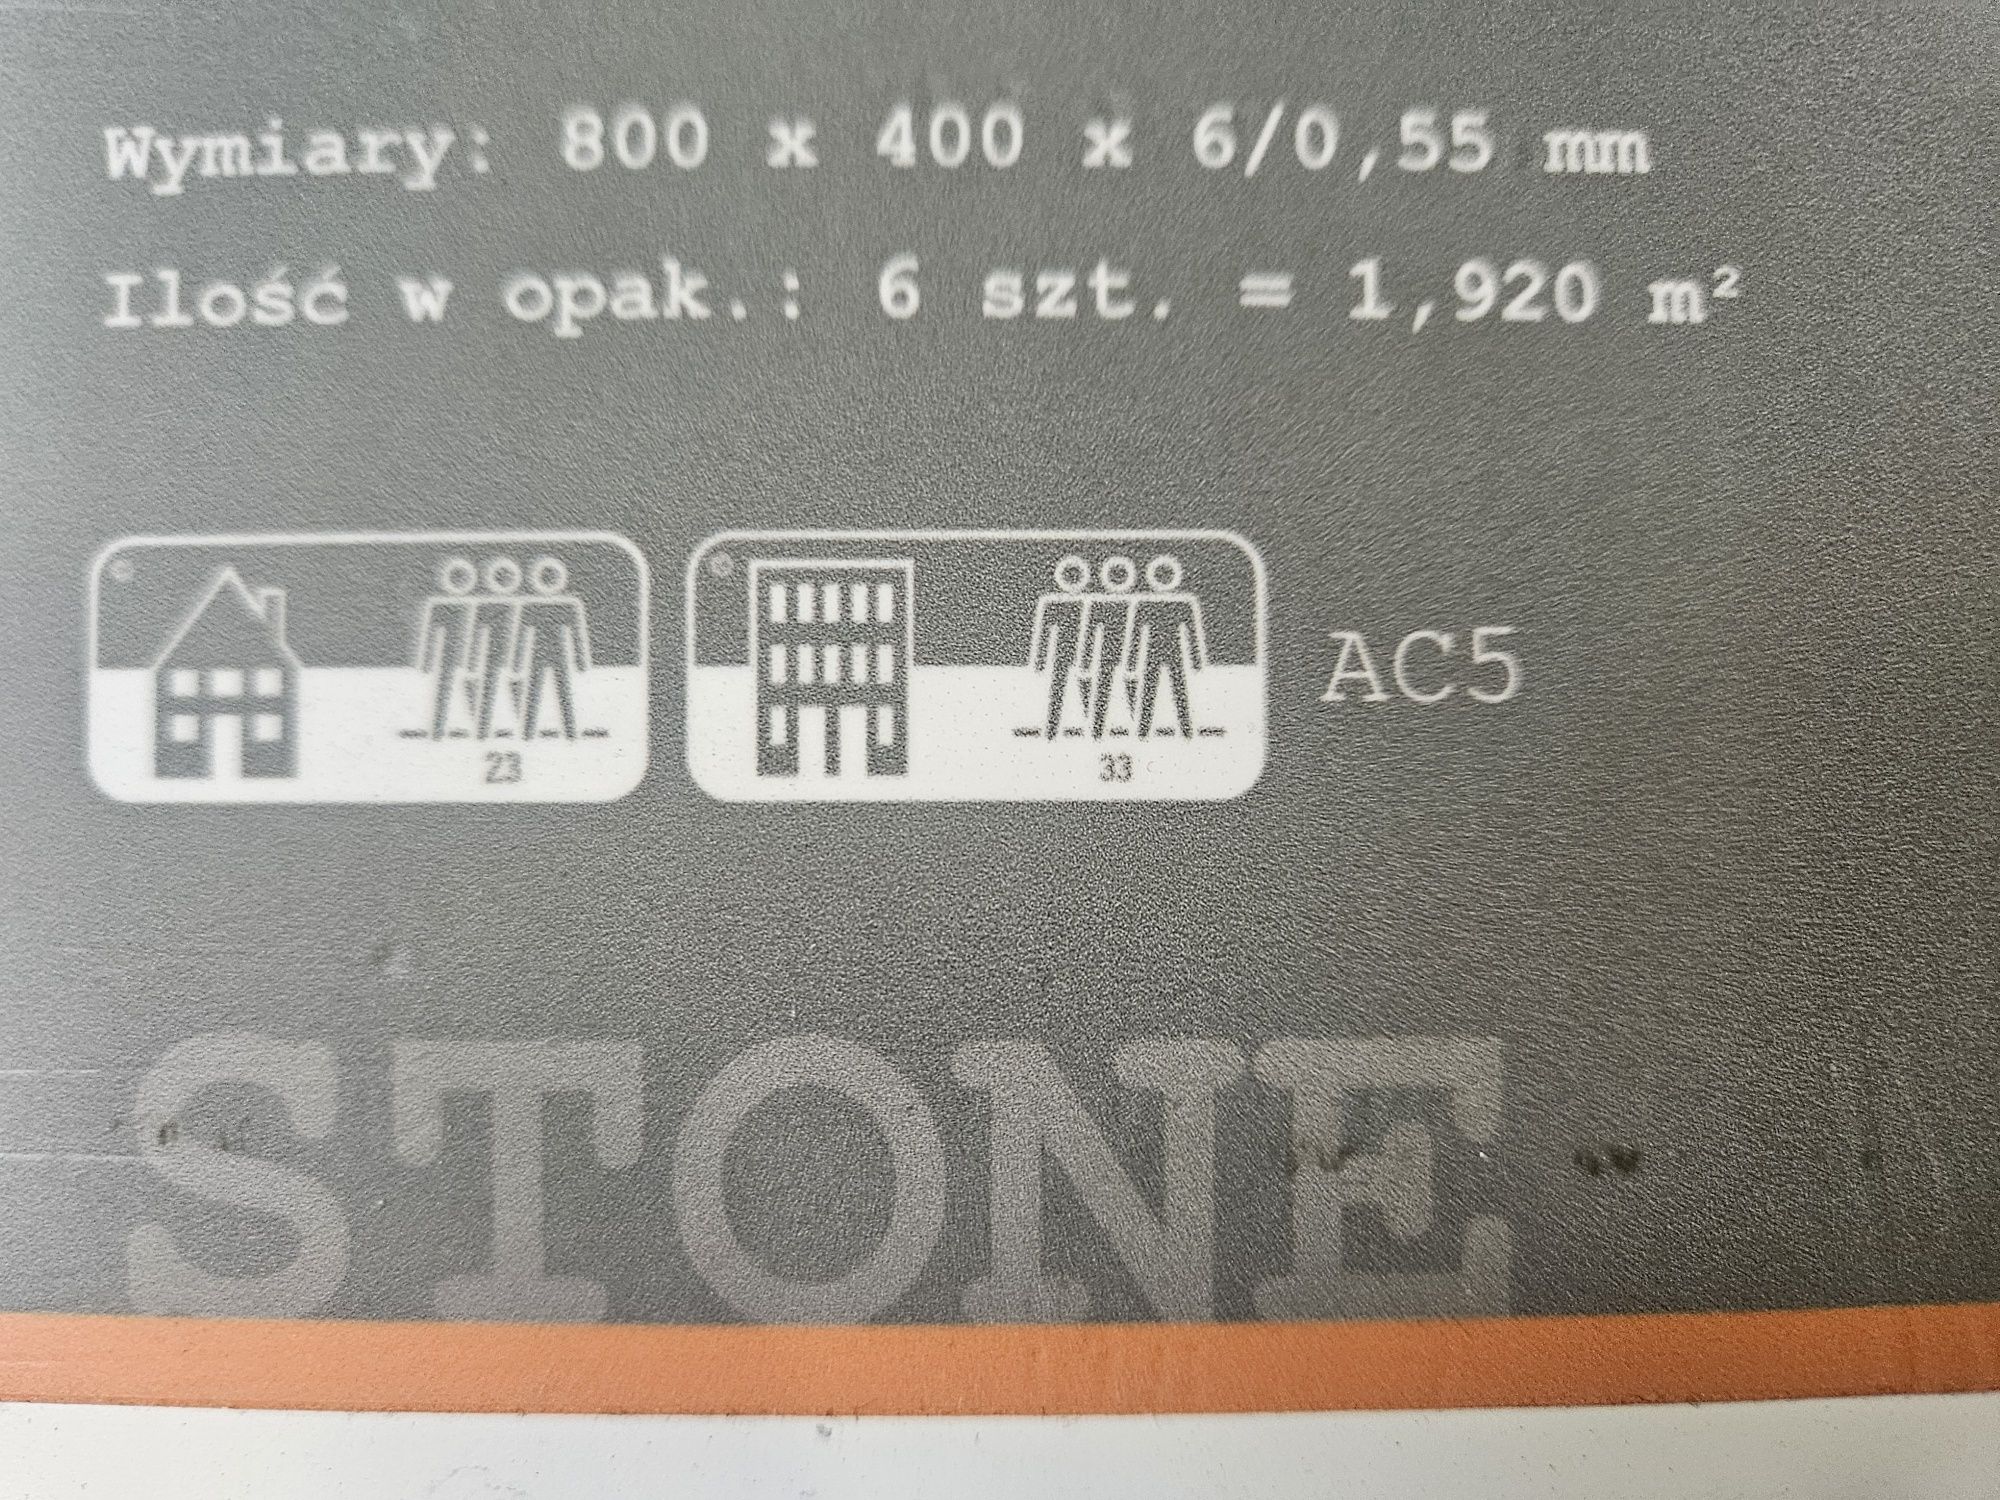 Wymiary: 800 x 400 x 6/0,55 mm
Ilość w opak.: 6 szt. = 1,920 m²
23
33
AC5
STONE